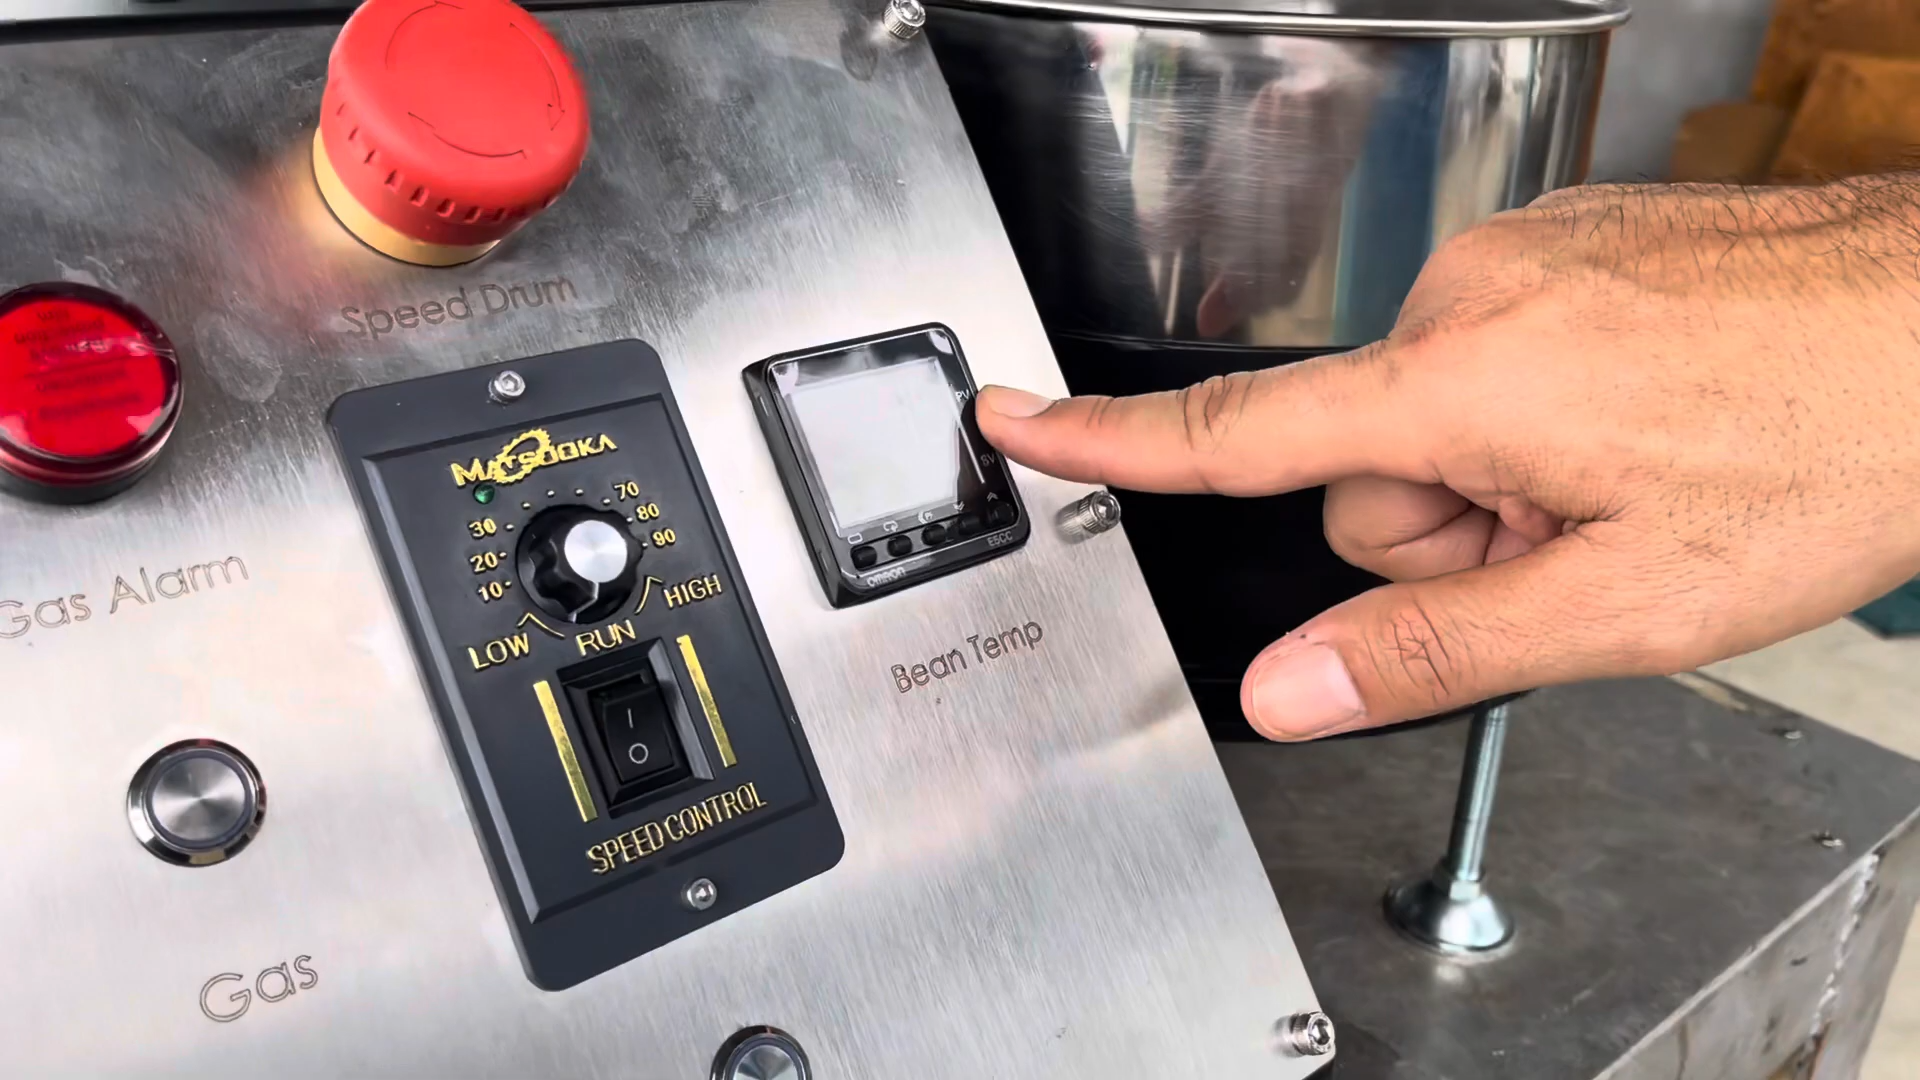 Speed Drum
MATSOOKA
30
20
10
70
80
90
LOW
RUN
HIGH
SPEED CONTROL
PV
SV
PF
E5CC
OMRON
Bean Temp
Gas Alarm
Gas